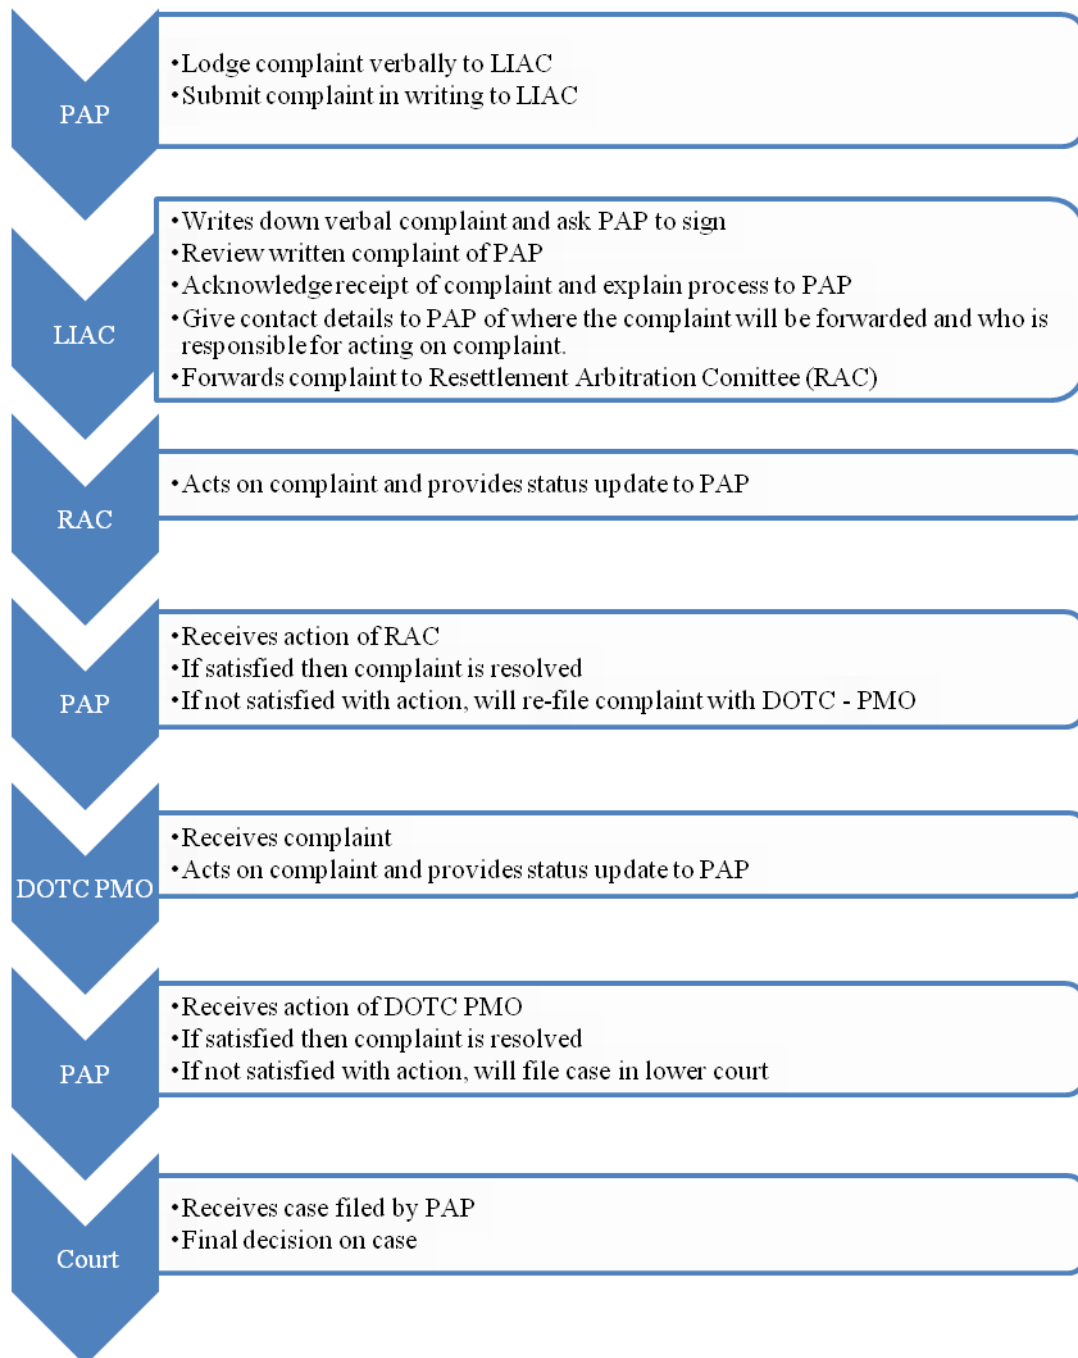 PAP
•Lodge complaint verbally to LIAC
•Submit complaint in writing to LIAC
LIAC
•Writes down verbal complaint and ask PAP to sign
•Review written complaint of PAP
•Acknowledge receipt of complaint and explain process to PAP
•Give contact details to PAP of where the complaint will be forwarded and who is
responsible for acting on complaint.
•Forwards complaint to Resettlement Arbitration Comittee (RAC)
RAC
•Acts on complaint and provides status update to PAP
PAP
•Receives action of RAC
•If satisfied then complaint is resolved
•If not satisfied with action, will re-file complaint with DOTC - PMO
DOTC PMO
•Receives complaint
•Acts on complaint and provides status update to PAP
PAP
•Receives action of DOTC PMO
•If satisfied then complaint is resolved
•If not satisfied with action, will file case in lower court
Court
•Receives case filed by PAP
•Final decision on case